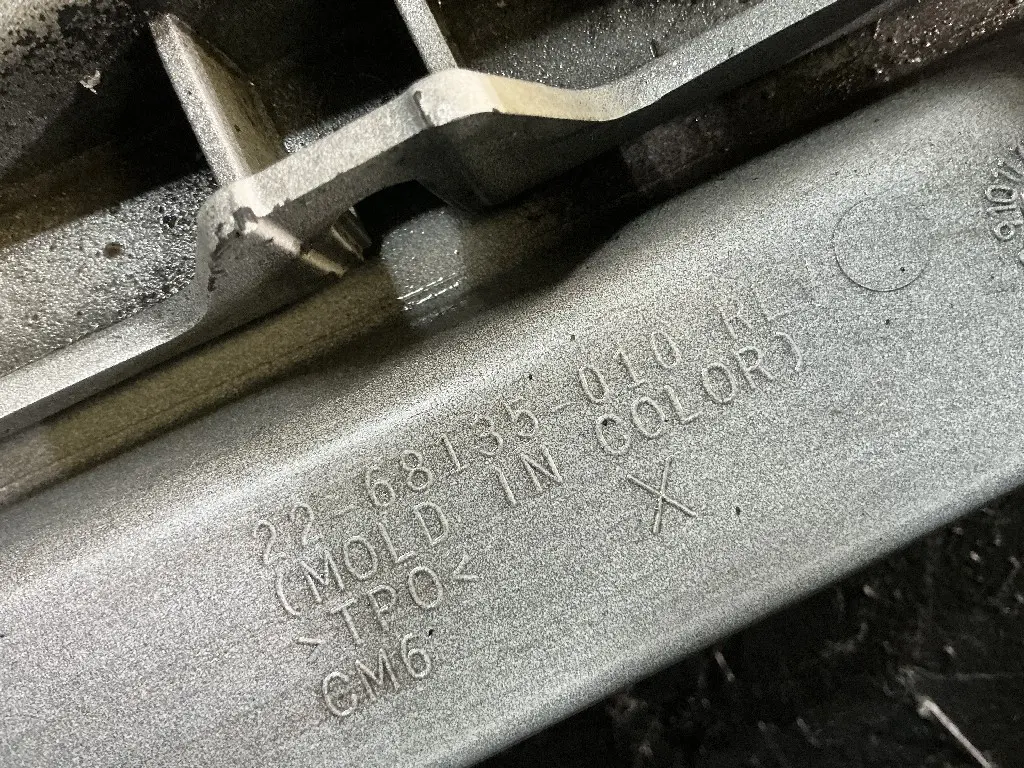 22-68135-010 RL
(MOLD IN COLOR)
X
<TPO<
GM6